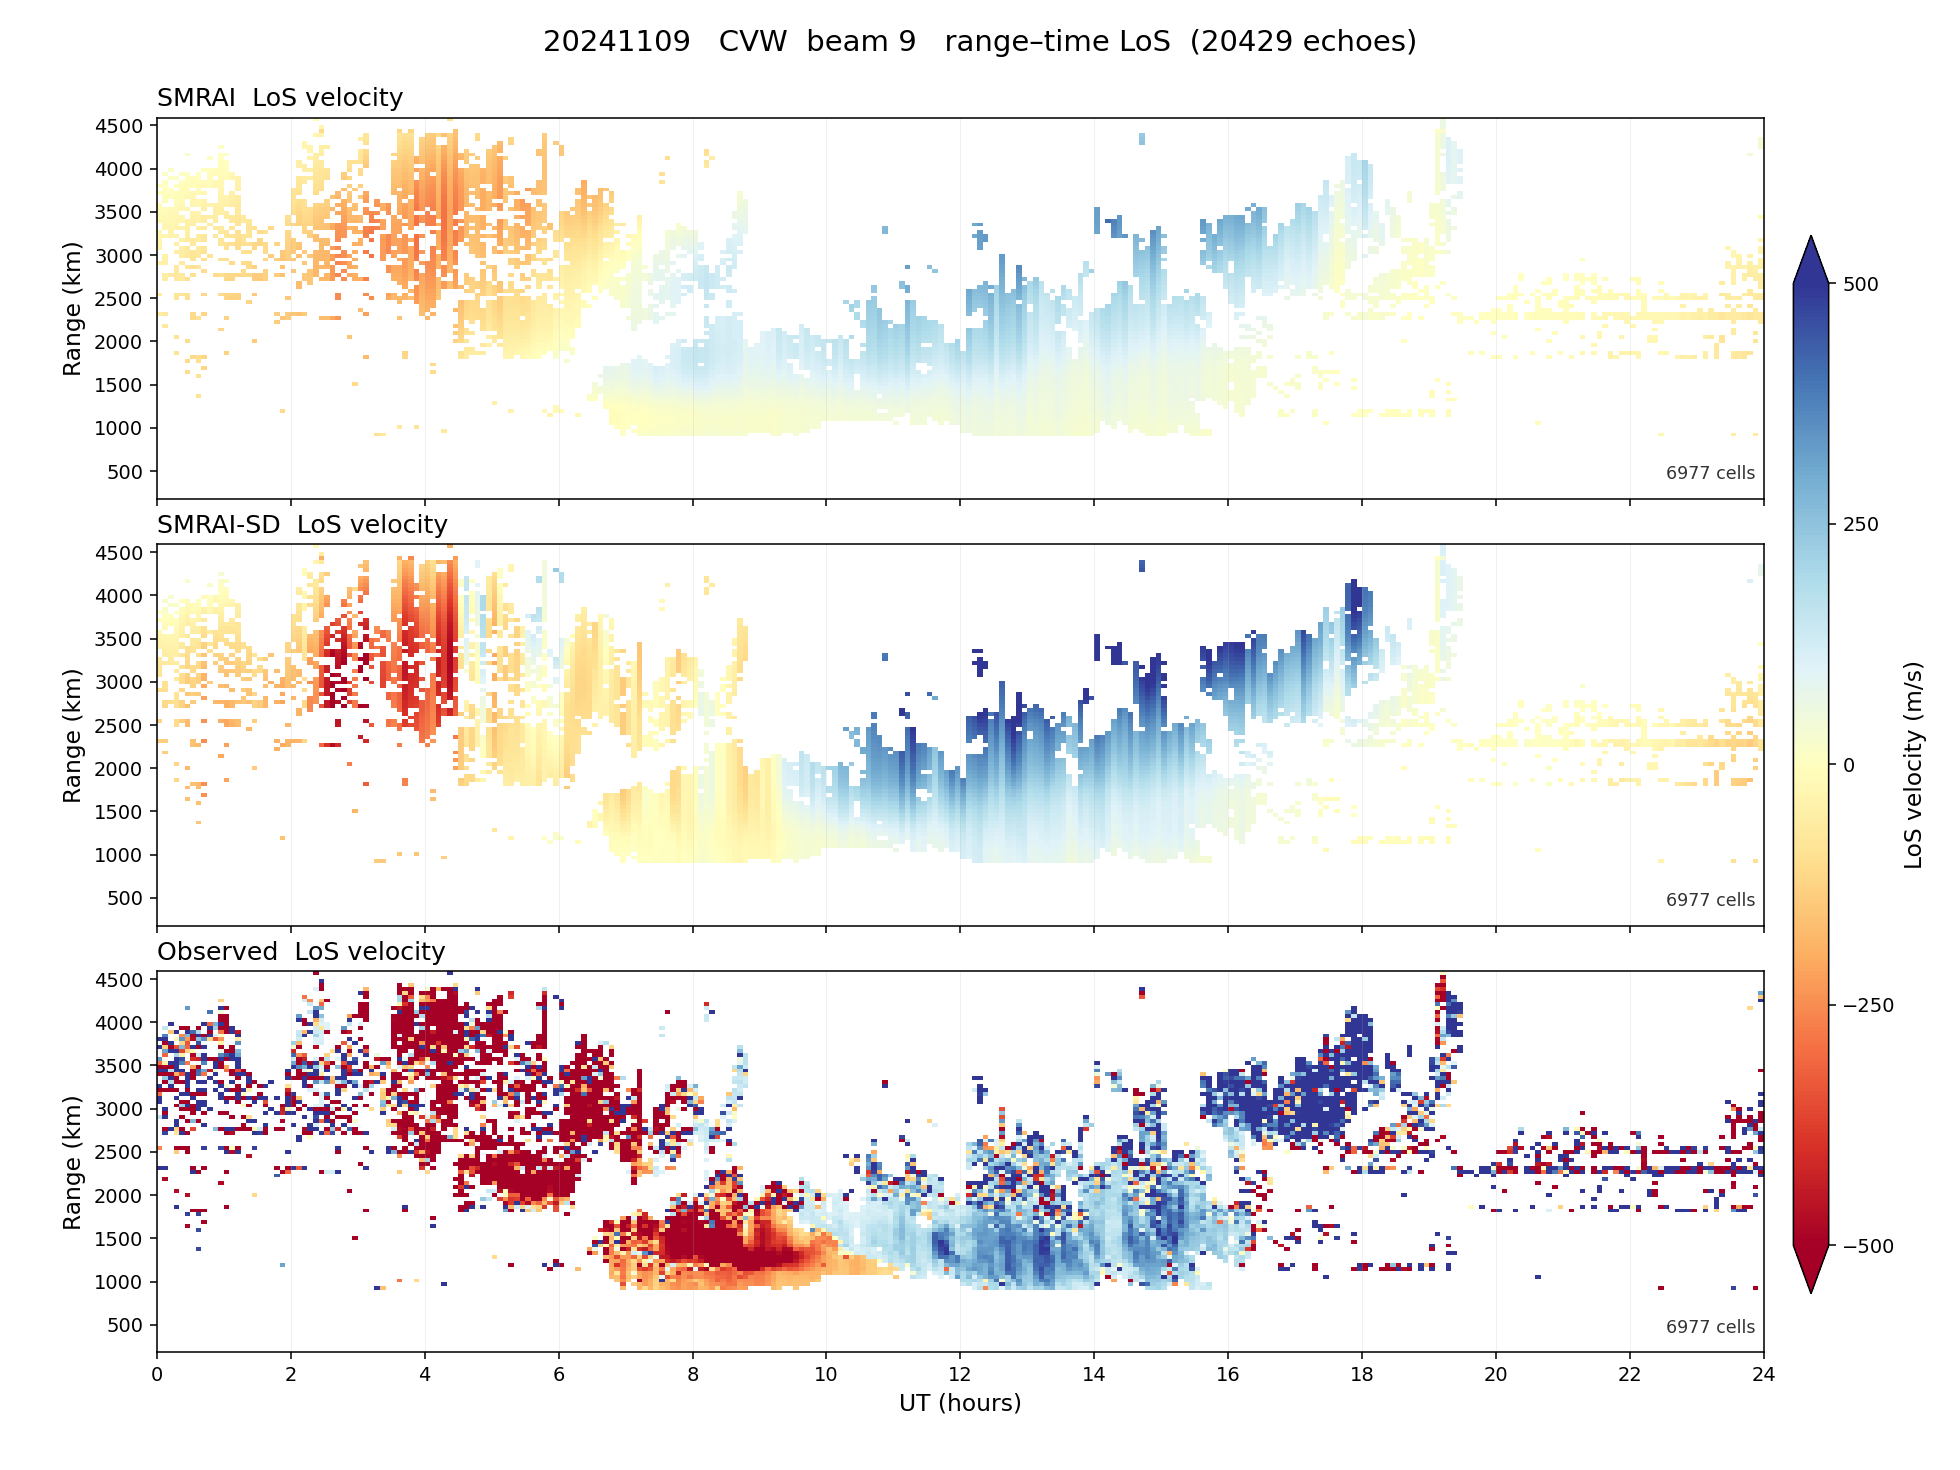 20241109   CVW  beam 9   range–time LoS  (20429 echoes)
SMRAI  LoS velocity
4500
4000
3500
3000
2500
2000
1500
1000
500
Range (km)
6977 cells
SMRAI-SD  LoS velocity
4500
4000
3500
3000
2500
2000
1500
1000
500
Range (km)
6977 cells
Observed  LoS velocity
4500
4000
3500
3000
2500
2000
1500
1000
500
Range (km)
6977 cells
0 2 4 6 8 10 12 14 16 18 20 22 24
UT (hours)
500
250
0
−250
−500
LoS velocity (m/s)